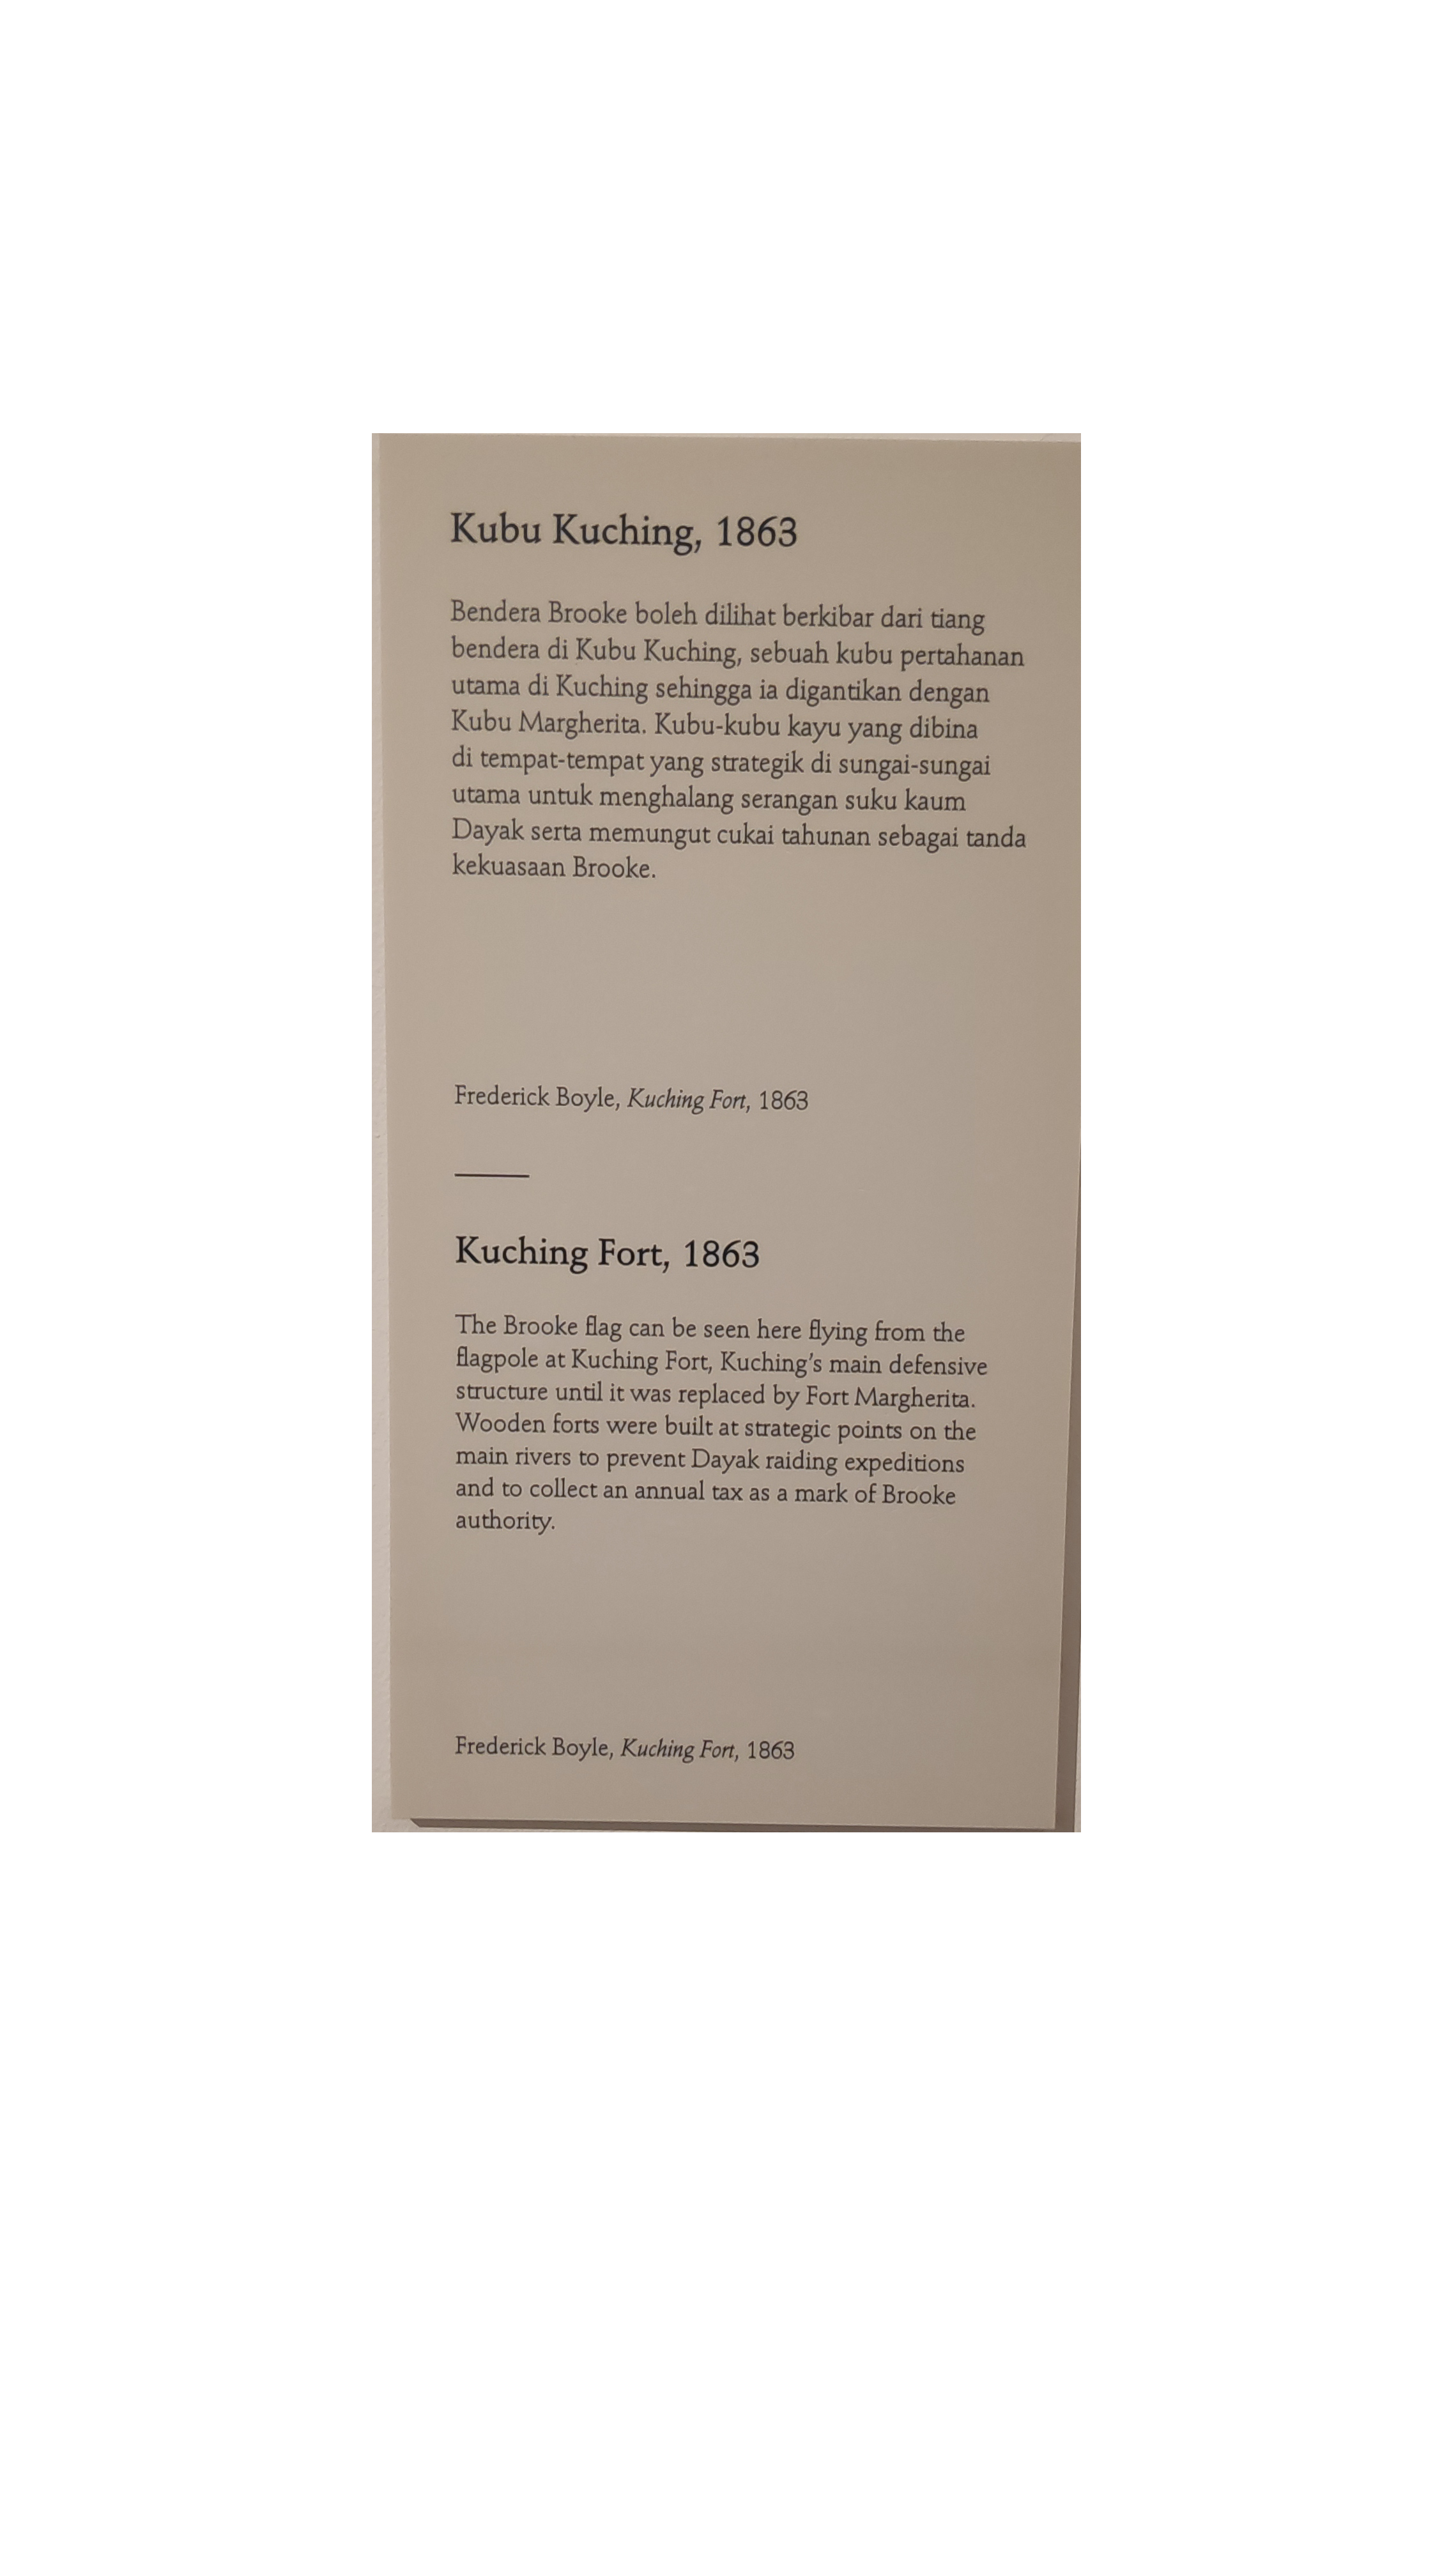 Kubu Kuching, 1863
Bendera Brooke boleh dilihat berkibar dari tiang
bendera di Kubu Kuching, sebuah kubu pertahanan
utama di Kuching sehingga ia digantikan dengan
Kubu Margherita. Kubu-kubu kayu yang dibina
di tempat-tempat yang strategik di sungai-sungai
utama untuk menghalang serangan suku kaum
Dayak serta memungut cukai tahunan sebagai tanda
kekuasaan Brooke.
Frederick Boyle, Kuching Fort, 1863
Kuching Fort, 1863
The Brooke flag can be seen here flying from the
flagpole at Kuching Fort, Kuching’s main defensive
structure until it was replaced by Fort Margherita.
Wooden forts were built at strategic points on the
main rivers to prevent Dayak raiding expeditions
and to collect an annual tax as a mark of Brooke
authority.
Frederick Boyle, Kuching Fort, 1863